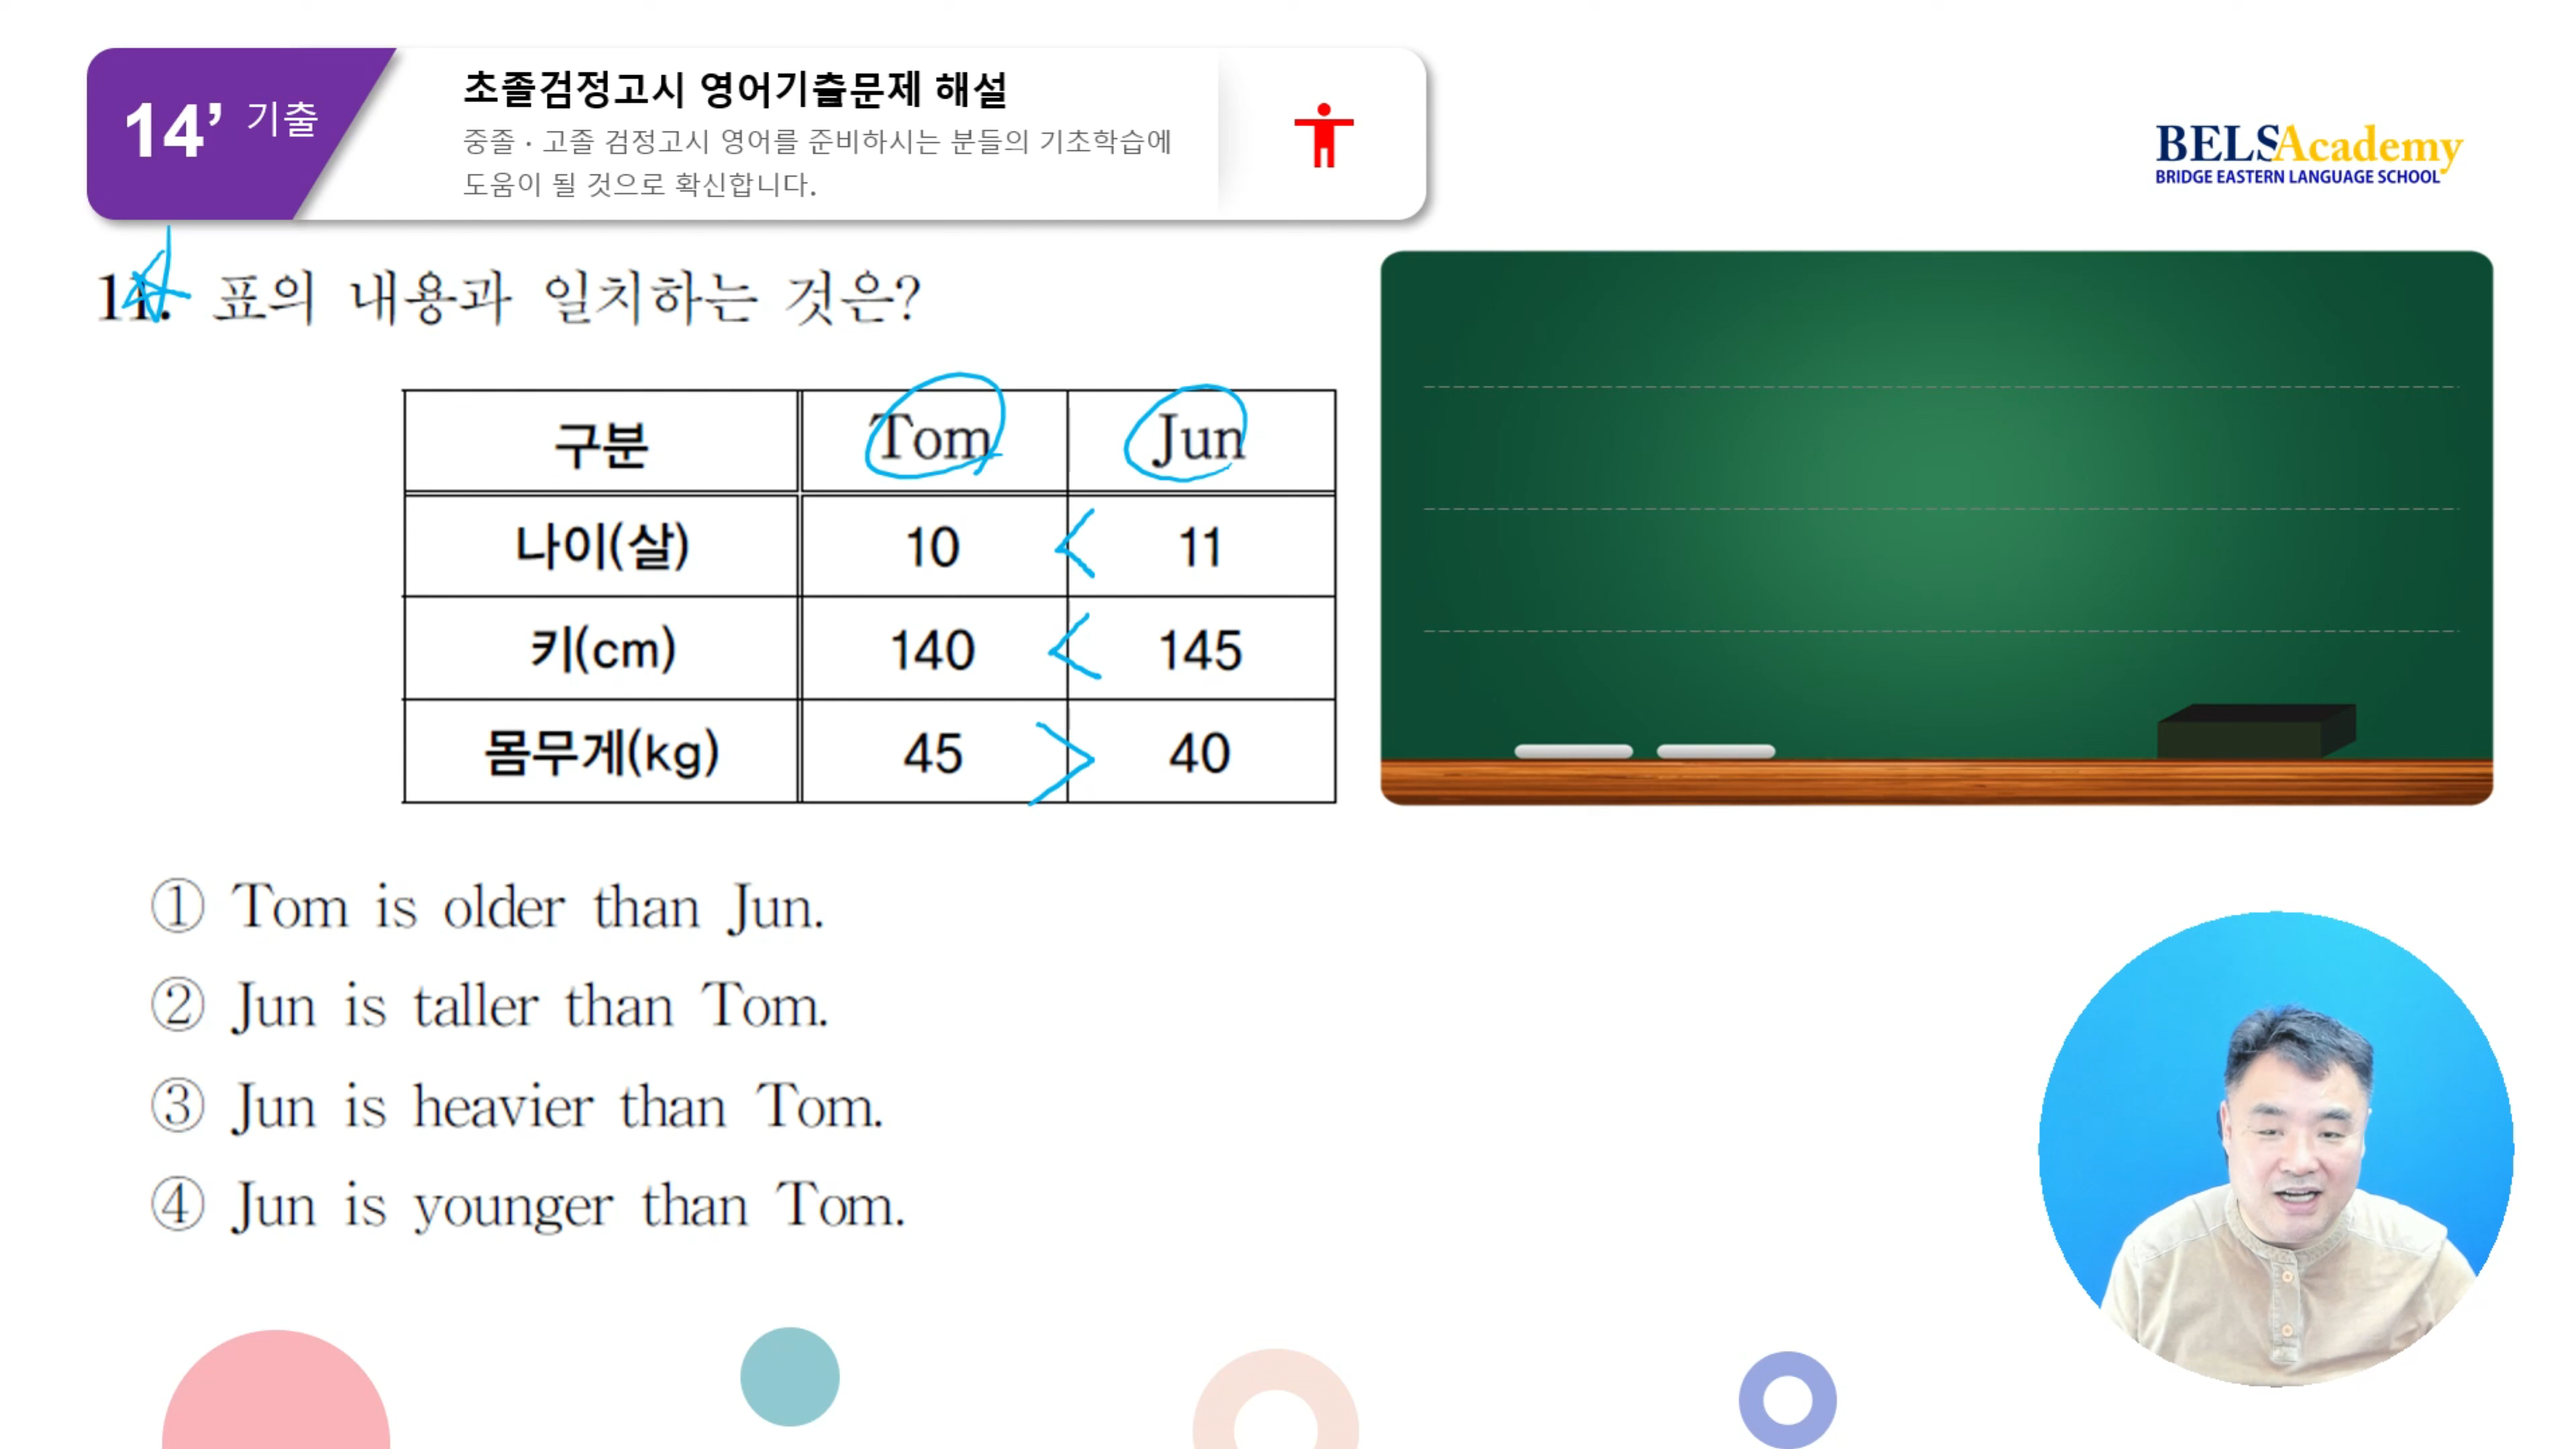 14’ 기출
초졸검정고시 영어기출문제 해설
중졸 · 고졸 검정고시 영어를 준비하시는 분들의 기초학습에
도움이 될 것으로 확신합니다.
BELSAcademy
BRIDGE EASTERN LANGUAGE SCHOOL
표의 내용과 일치하는 것은?
구분 Tom Jun
나이(살) 10 < 11
키(cm) 140 < 145
몸무게(kg) 45 > 40
① Tom is older than Jun.
② Jun is taller than Tom.
③ Jun is heavier than Tom.
④ Jun is younger than Tom.